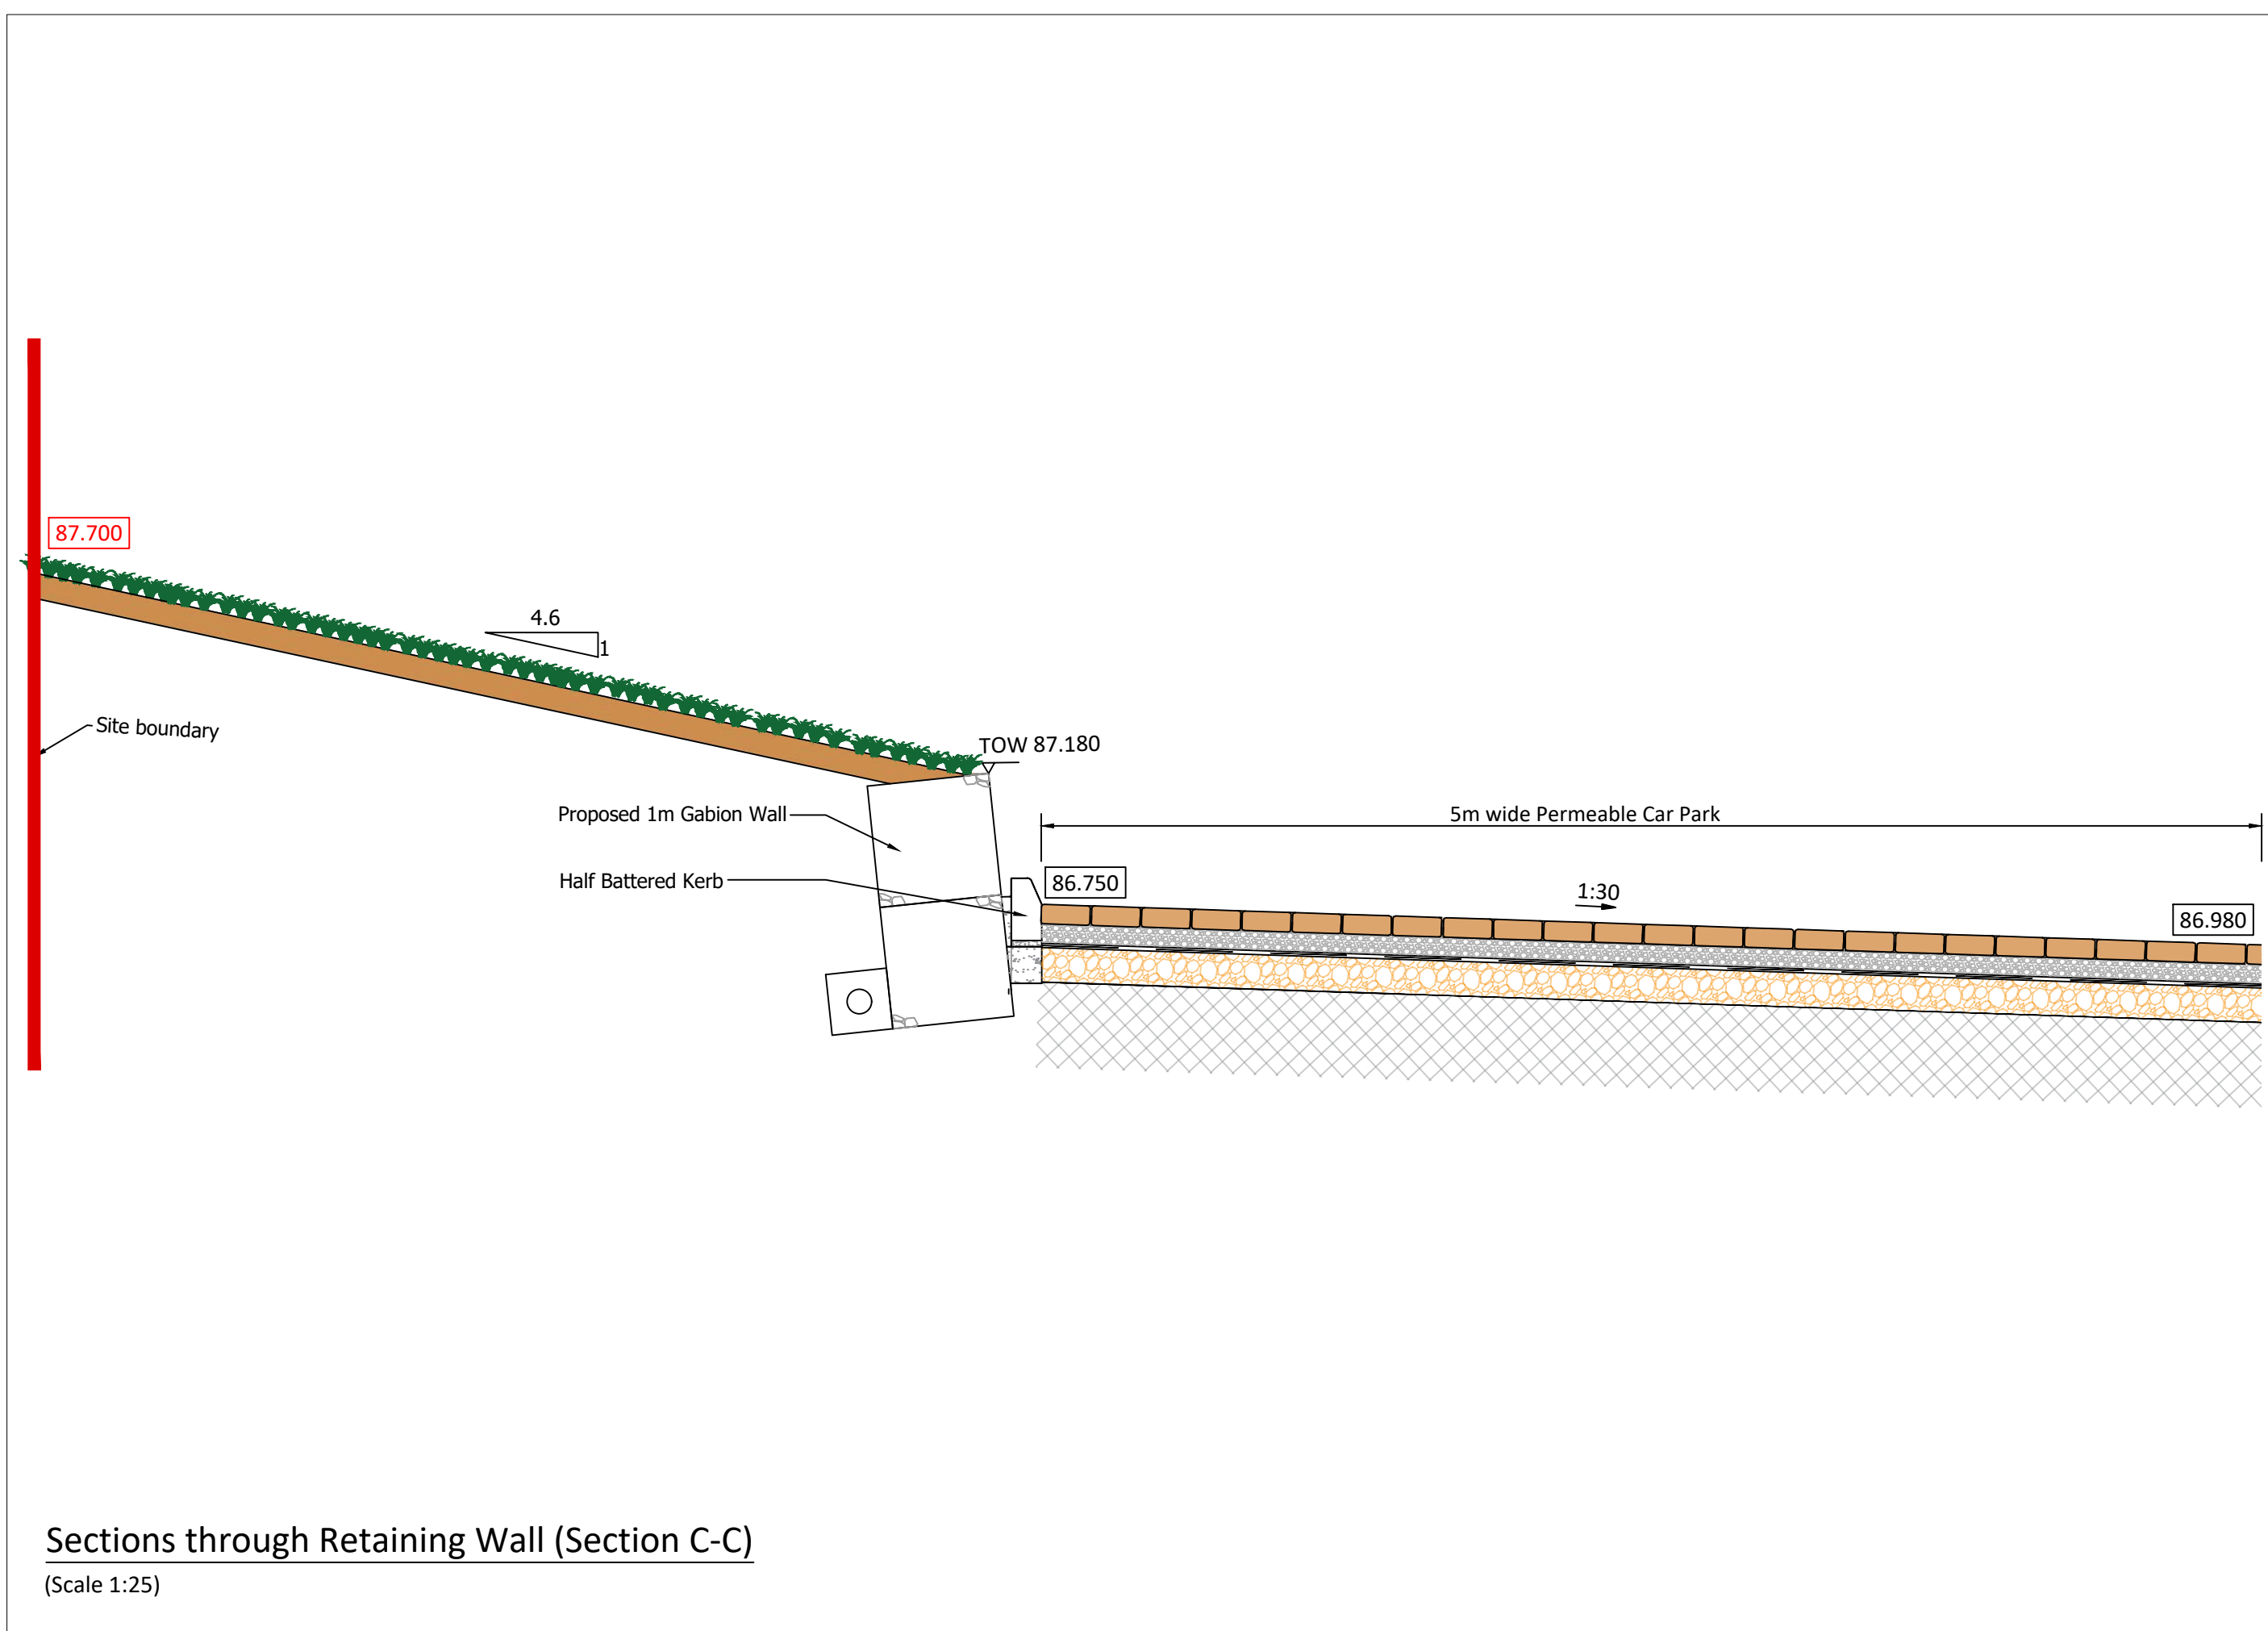 87.700
4.6
1
Site boundary
TOW 87.180
Proposed 1m Gabion Wall
5m wide Permeable Car Park
Half Battered Kerb
86.750
1:30
86.980
Sections through Retaining Wall (Section C-C)
(Scale 1:25)